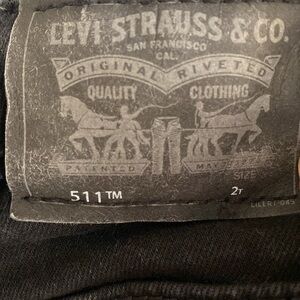 LEVI STRAUSS & CO.
SAN FRANCISCO
CAL.
ORIGINAL RIVETED
QUALITY CLOTHING
PATENTED
SIZE
511™ 2T